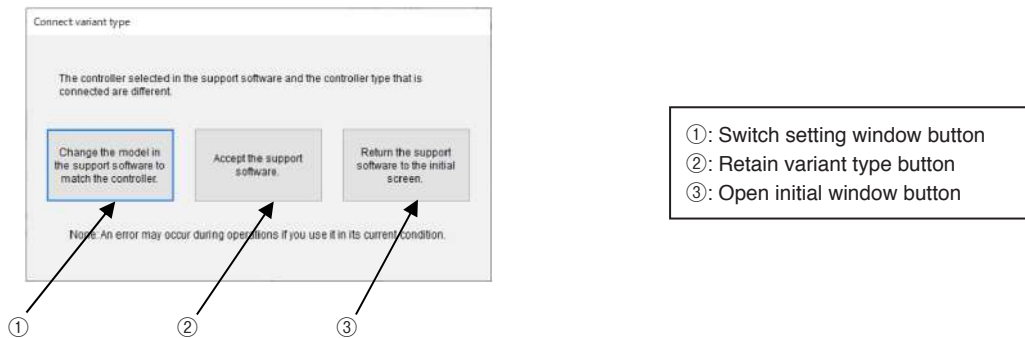 Connect variant type
The controller selected in the support software and the controller type that is
connected are different.
Change the model in
the support software to
match the controller.
Accept the support
software.
Return the support
software to the initial
screen.
Nope: An error may occur during operations if you use it in its current condition.
①
②
③
①: Switch setting window button
②: Retain variant type button
③: Open initial window button